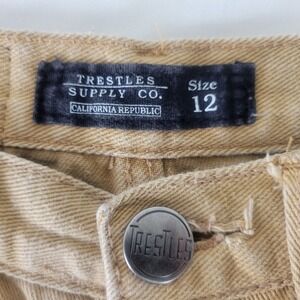 TRESTLES
SUPPLY CO.
CALIFORNIA REPUBLIC
Size
12
TRESTLES